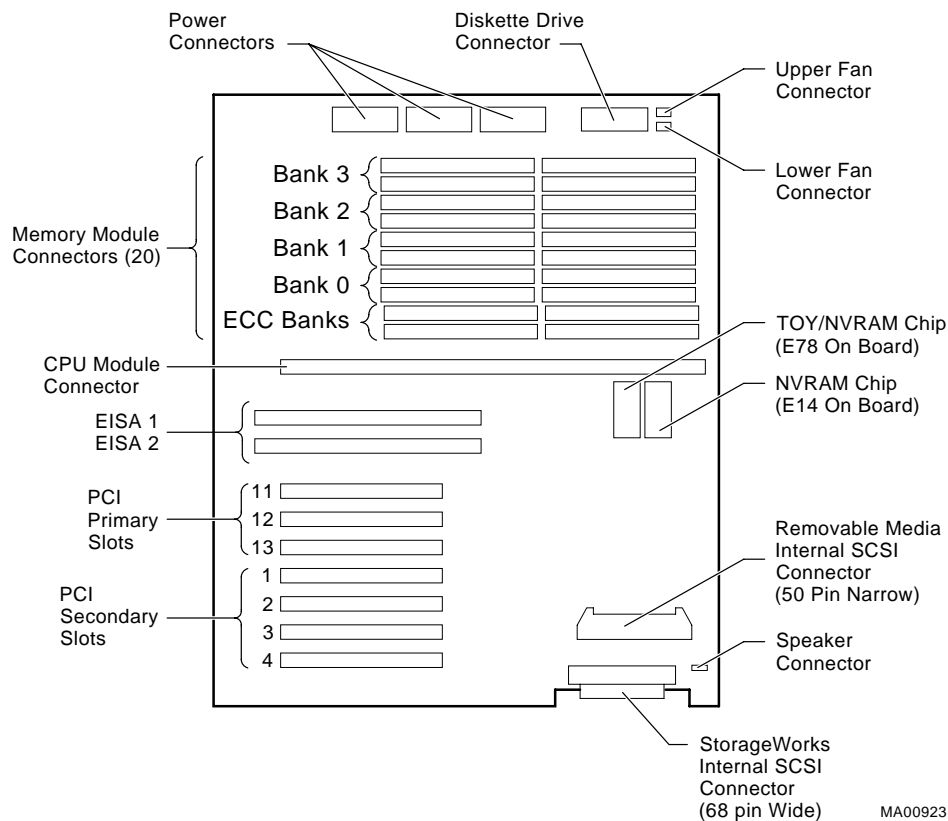 Power
Connectors
Diskette Drive
Connector
Upper Fan
Connector
Lower Fan
Connector
Bank 3
Bank 2
Bank 1
Bank 0
ECC Banks
Memory Module
Connectors (20)
TOY/NVRAM Chip
(E78 On Board)
NVRAM Chip
(E14 On Board)
CPU Module
Connector
EISA 1
EISA 2
PCI
Primary
Slots
11
12
13
PCI
Secondary
Slots
1
2
3
4
Removable Media
Internal SCSI
Connector
(50 Pin Narrow)
Speaker
Connector
StorageWorks
Internal SCSI
Connector
(68 pin Wide)
MA00923